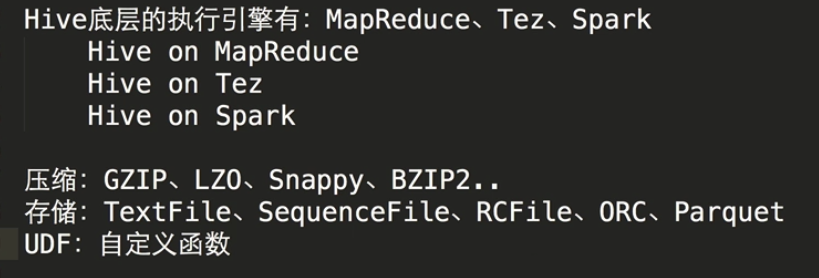 Hive底层的执行引擎有：MapReduce、Tez、Spark
Hive on MapReduce
Hive on Tez
Hive on Spark
压缩：GZIP、LZO、Snappy、BZIP2..
存储：TextFile、SequenceFile、RCFile、ORC、Parquet
UDF：自定义函数